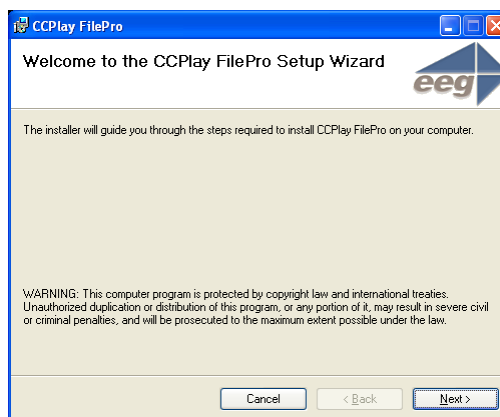 CCPlay FilePro
Welcome to the CCPlay FilePro Setup Wizard
eeg
The installer will guide you through the steps required to install CCPlay FilePro on your computer.
WARNING: This computer program is protected by copyright law and international treaties.
Unauthorized duplication or distribution of this program, or any portion of it, may result in severe civil
or criminal penalties, and will be prosecuted to the maximum extent possible under the law.
Cancel < Back Next >